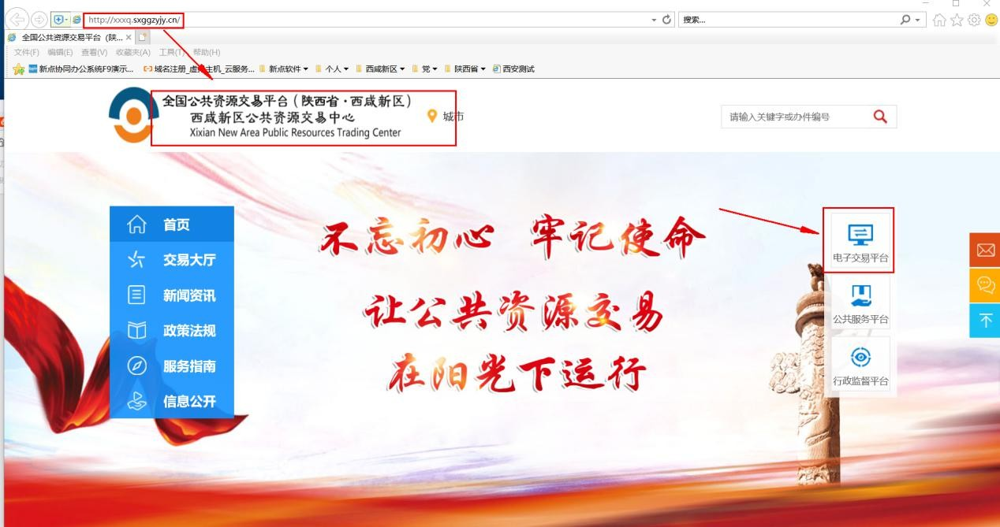 http://xxxq.sxggzyjy.cn/
搜索...
全国公共资源交易平台（陕...
文件(F) 编辑(E) 查看(V) 收藏夹(A) 工具(T) 帮助(H)
新点协同办公系统F9演示... 域名注册_虚拟主机_云服务... 新点软件 个人 西咸新区 党 陕西省 西安测试
全国公共资源交易平台（陕西省·西咸新区）
西咸新区公共资源交易中心
Xixian New Area Public Resources Trading Center
城市
请输入关键字或办件编号
首页
交易大厅
新闻资讯
政策法规
服务指南
信息公开
不忘初心 牢记使命
让公共资源交易
在阳光下运行
电子交易平台
公共服务平台
行政监督平台